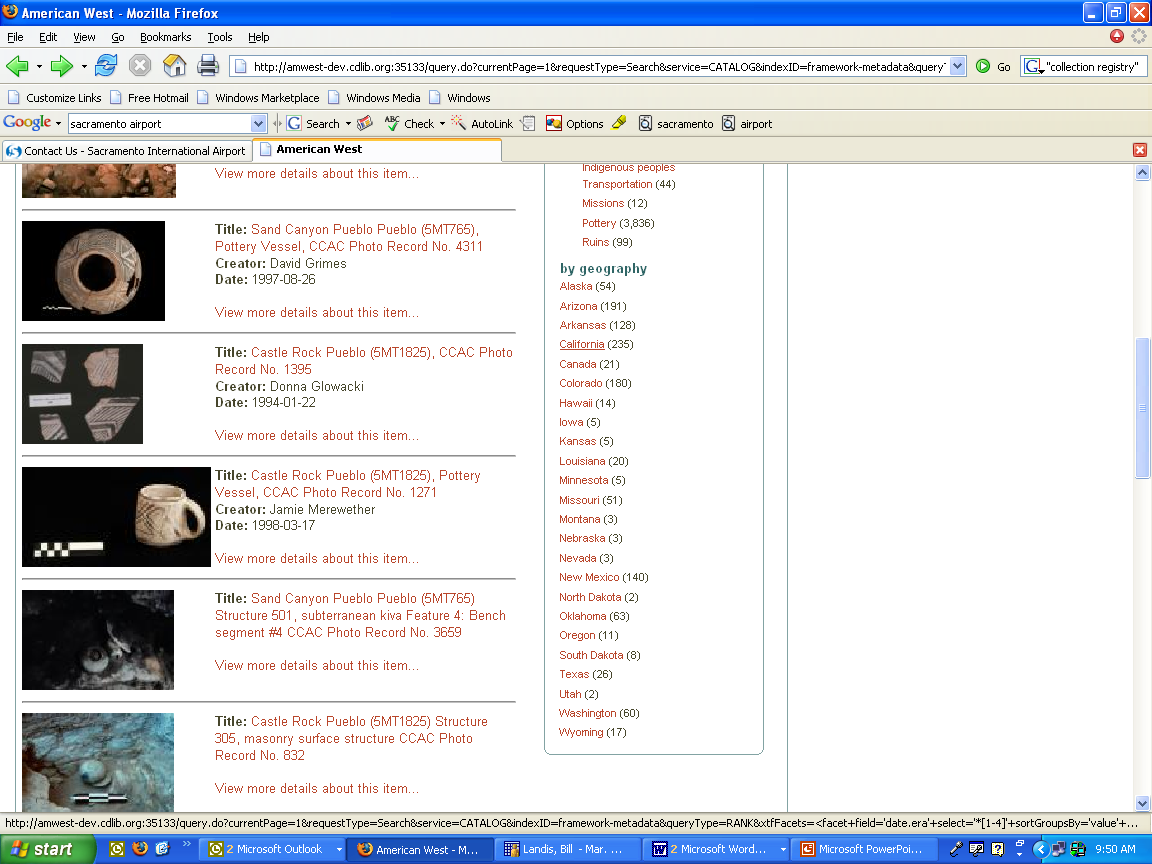 American West - Mozilla Firefox
File Edit View Go Bookmarks Tools Help
http://amwest-dev.cdlib.org:35133/query.do?currentPage=1&requestType=Search&service=CATALOG&indexID=framework-metadata&query
Go
"collection registry"
Customize Links Free Hotmail Windows Marketplace Windows Media Windows
Google sacramento airport Search Check AutoLink Options sacramento airport
Contact Us - Sacramento International Airport
American West
View more details about this item...
Title: Sand Canyon Pueblo Pueblo (5MT765),
Pottery Vessel, CCAC Photo Record No. 4311
Creator: David Grimes
Date: 1997-08-26
View more details about this item...
Title: Castle Rock Pueblo (5MT1825), CCAC Photo
Record No. 1395
Creator: Donna Glowacki
Date: 1994-01-22
View more details about this item...
Title: Castle Rock Pueblo (5MT1825), Pottery
Vessel, CCAC Photo Record No. 1271
Creator: Jamie Merewether
Date: 1998-03-17
View more details about this item...
Title: Sand Canyon Pueblo Pueblo (5MT765)
Structure 501, subterranean kiva Feature 4: Bench
segment #4 CCAC Photo Record No. 3659
View more details about this item...
Title: Castle Rock Pueblo (5MT1825) Structure
305, masonry surface structure CCAC Photo
Record No. 832
View more details about this item...
Indigenous peoples
Transportation (44)
Missions (12)
Pottery (3,836)
Ruins (99)
by geography
Alaska (54)
Arizona (191)
Arkansas (128)
California (235)
Canada (21)
Colorado (180)
Hawaii (14)
Iowa (5)
Kansas (5)
Louisiana (20)
Minnesota (5)
Missouri (51)
Montana (3)
Nebraska (3)
Nevada (3)
New Mexico (140)
North Dakota (2)
Oklahoma (63)
Oregon (11)
South Dakota (8)
Texas (26)
Utah (2)
Washington (60)
Wyoming (17)
http://amwest-dev.cdlib.org:35133/query.do?currentPage=1&requestType=Search&service=CATALOG&indexID=framework-metadata&queryType=RANK&xtfFacets=<facet+field='date.era'+select='*[1-4]'+sortGroupsBy='value'+...
start
2 Microsoft Outlook
American West - M...
Landis, Bill - Mar. ...
2 Microsoft Word...
Microsoft PowerPoi...
9:50 AM